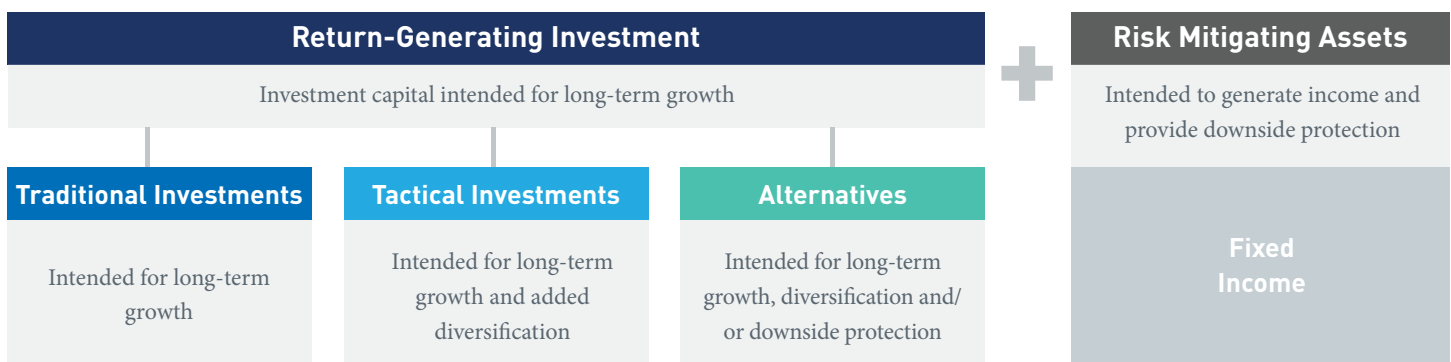 Return-Generating Investment
Investment capital intended for long-term growth
Traditional Investments
Intended for long-term
growth
Tactical Investments
Intended for long-term
growth and added
diversification
Alternatives
Intended for long-term
growth, diversification and/
or downside protection
+
Risk Mitigating Assets
Intended to generate income and
provide downside protection
Fixed
Income